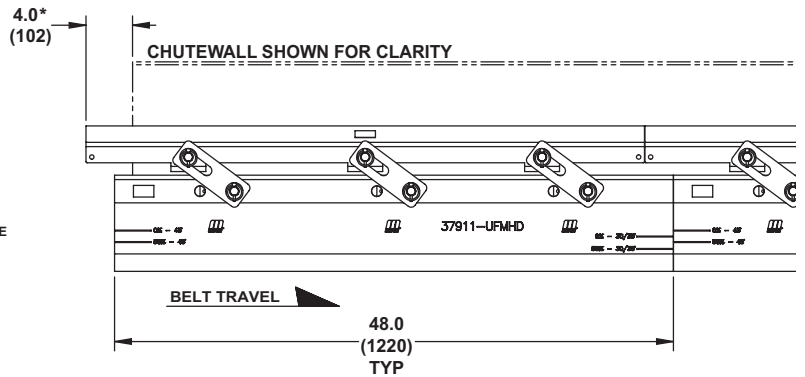 4.0*
(102)
CHUTEWALL SHOWN FOR CLARITY
E
37911-UFMHD
BELT TRAVEL
48.0
(1220)
TYP